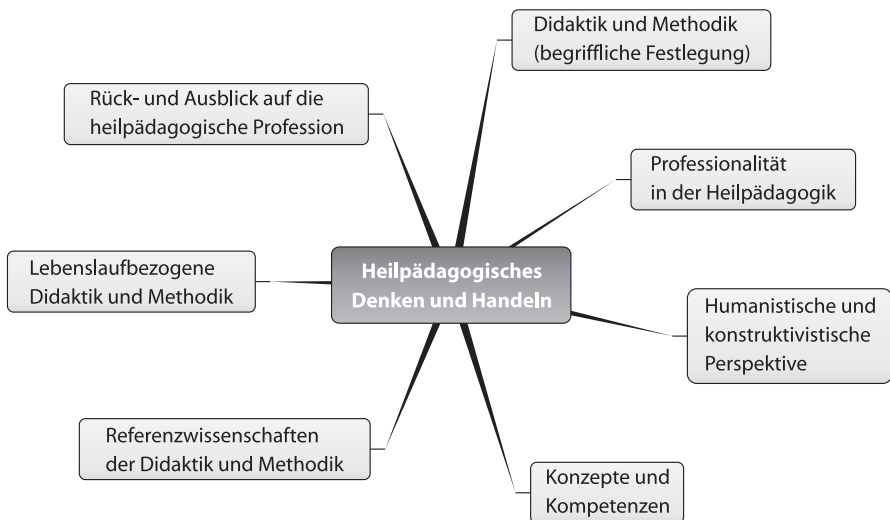 Didaktik und Methodik
(begriffliche Festlegung)
Rück- und Ausblick auf die
heilpädagogische Profession
Professionalität
in der Heilpädagogik
Heilpädagogisches
Denken und Handeln
Lebenslaufbezogene
Didaktik und Methodik
Humanistische und
konstruktivistische
Perspektive
Referenzwissenschaften
der Didaktik und Methodik
Konzepte und
Kompetenzen